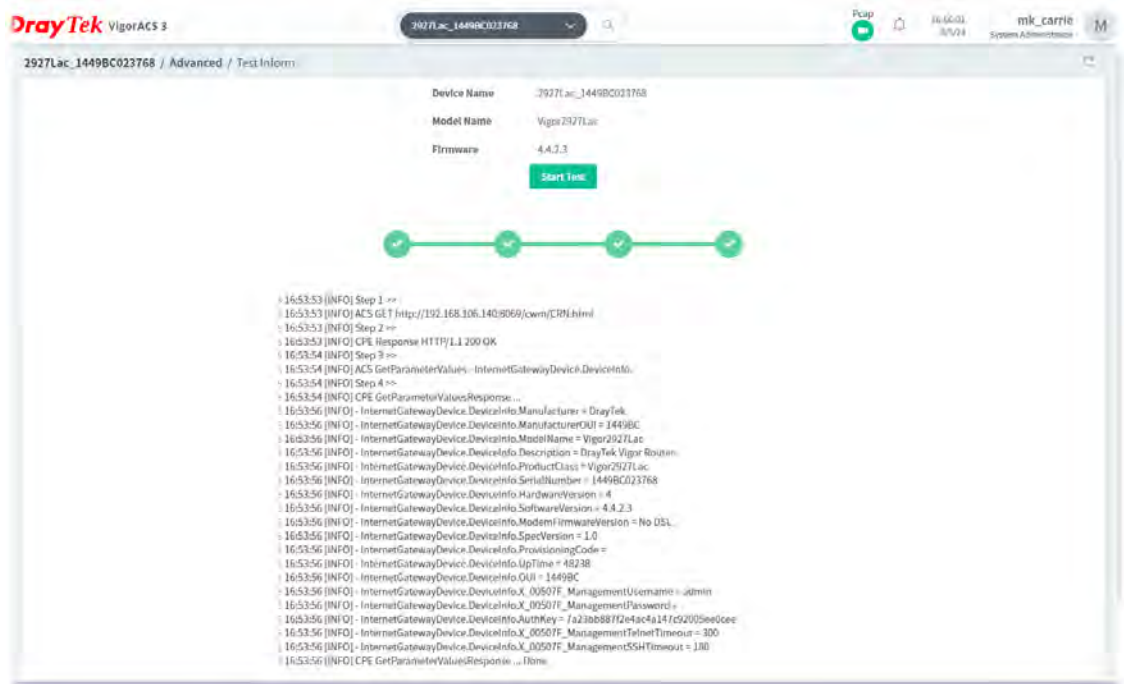 DrayTek VigorACS 3
2927Lac_1449BC023768
Pcap
mk_carrie
System Administrator
M
2927Lac_1449BC023768 / Advanced / Test Inform
Device Name 2927Lac_1449BC023768
Model Name Vigor2927Lac
Firmware 4.4.2.3
Start Test
16:53:53 [INFO] Step 1 >>
16:53:53 [INFO] ACS GET http://192.168.106.140:8069/cwm/CRN.html
16:53:53 [INFO] Step 2 >>
16:53:53 [INFO] CPE Response HTTP/1.1 200 OK
16:53:54 [INFO] Step 3 >>
16:53:54 [INFO] ACS GetParameterValues - InternetGatewayDevice.DeviceInfo.
16:53:54 [INFO] Step 4 >>
16:53:54 [INFO] CPE GetParameterValuesResponse ...
16:53:56 [INFO] - InternetGatewayDevice.DeviceInfo.Manufacturer = DrayTek
16:53:56 [INFO] - InternetGatewayDevice.DeviceInfo.ManufacturerOUI = 1449BC
16:53:56 [INFO] - InternetGatewayDevice.DeviceInfo.ModelName = Vigor2927Lac
16:53:56 [INFO] - InternetGatewayDevice.DeviceInfo.Description = DrayTek Vigor Router
16:53:56 [INFO] - InternetGatewayDevice.DeviceInfo.ProductClass = Vigor2927Lac
16:53:56 [INFO] - InternetGatewayDevice.DeviceInfo.SerialNumber = 1449BC023768
16:53:56 [INFO] - InternetGatewayDevice.DeviceInfo.HardwareVersion = 4
16:53:56 [INFO] - InternetGatewayDevice.DeviceInfo.SoftwareVersion = 4.4.2.3
16:53:56 [INFO] - InternetGatewayDevice.DeviceInfo.ModemFirmwareVersion = No DSL
16:53:56 [INFO] - InternetGatewayDevice.DeviceInfo.SpecVersion = 1.0
16:53:56 [INFO] - InternetGatewayDevice.DeviceInfo.ProvisioningCode =
16:53:56 [INFO] - InternetGatewayDevice.DeviceInfo.UpTime = 48238
16:53:56 [INFO] - InternetGatewayDevice.DeviceInfo.OUI = 1449BC
16:53:56 [INFO] - InternetGatewayDevice.DeviceInfo.X_00507F_ManagementUsername = admin
16:53:56 [INFO] - InternetGatewayDevice.DeviceInfo.X_00507F_ManagementPassword =
16:53:56 [INFO] - InternetGatewayDevice.DeviceInfo.AuthKey = 7a23bb887f2e4ac4a147c92005ee0cee
16:53:56 [INFO] - InternetGatewayDevice.DeviceInfo.X_00507F_ManagementTelnetTimeout = 300
16:53:56 [INFO] - InternetGatewayDevice.DeviceInfo.X_00507F_ManagementSSHTimeout = 180
16:53:56 [INFO] CPE GetParameterValuesResponse ... Done